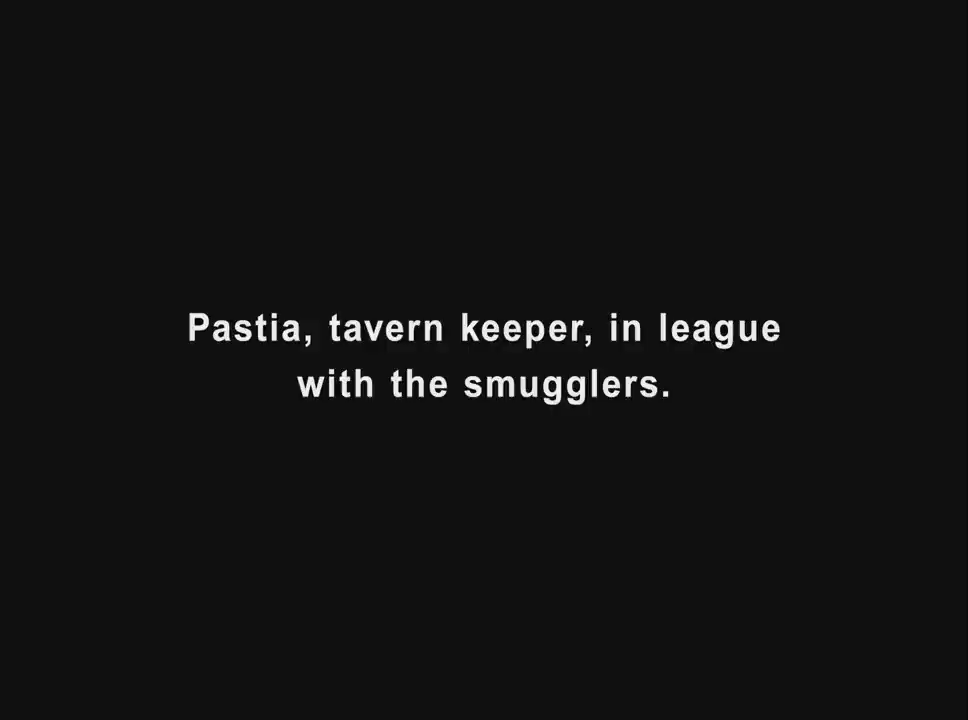 Pastia, tavern keeper, in league
with the smugglers.